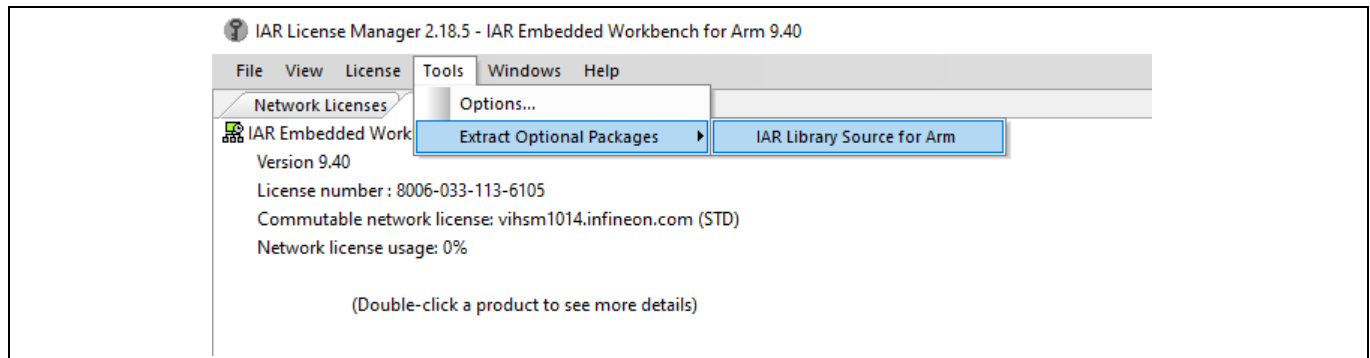 IAR License Manager 2.18.5 - IAR Embedded Workbench for Arm 9.40
File View License Tools Windows Help
Network Licenses Options...
IAR Embedded Work Extract Optional Packages IAR Library Source for Arm
Version 9.40
License number : 8006-033-113-6105
Commutable network license: vihsm1014.infineon.com (STD)
Network license usage: 0%
(Double-click a product to see more details)